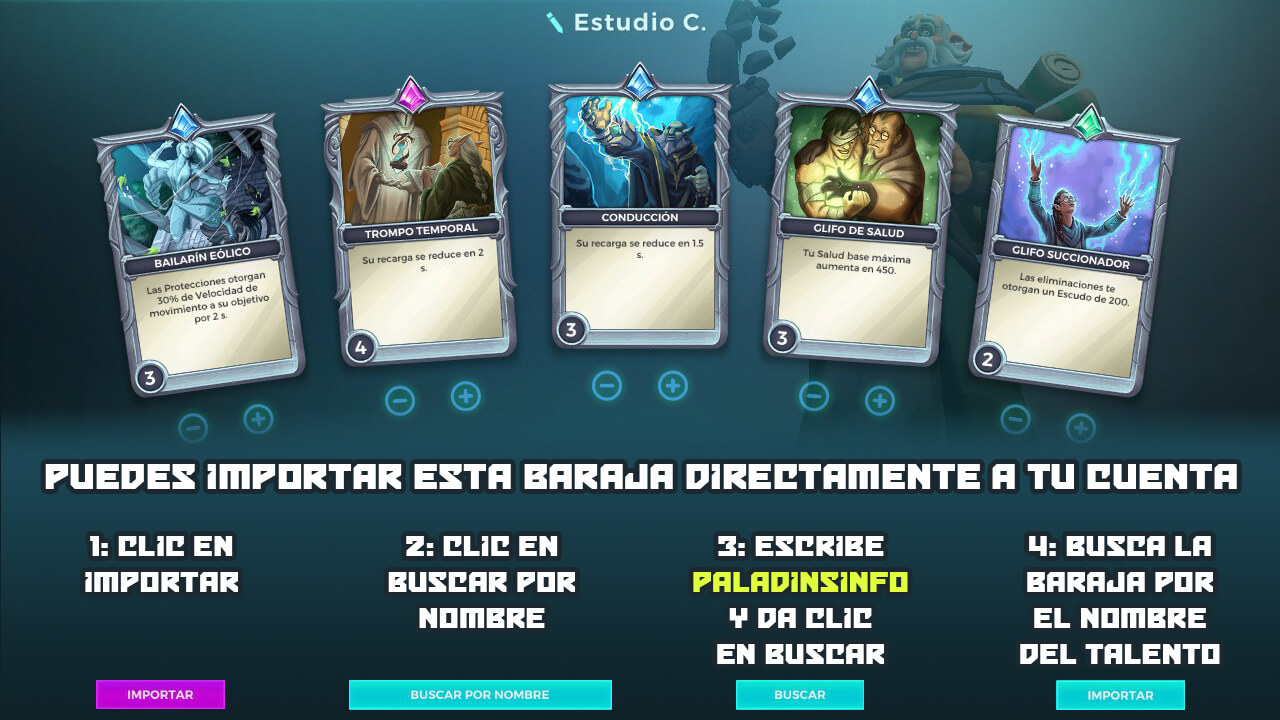 Estudio C.
BAILARÍN EÓLICO
Las Protecciones otorgan
30% de Velocidad de
movimiento a su objetivo
por 2 s.
3
TROMPO TEMPORAL
Su recarga se reduce en 2
s.
4
CONDUCCIÓN
Su recarga se reduce en 1.5
s.
3
GLIFO DE SALUD
Tu Salud base máxima
aumenta en 450.
3
GLIFO SUCCIONADOR
Las eliminaciones te
otorgan un Escudo de 200.
2
PUEDES IMPORTAR ESTA BARAJA DIRECTAMENTE A TU CUENTA
1: CLIC EN
IMPORTAR
IMPORTAR
2: CLIC EN
BUSCAR POR
NOMBRE
BUSCAR POR NOMBRE
3: ESCRIBE
PALADINSINFO
Y DA CLIC
EN BUSCAR
BUSCAR
4: BUSCA LA
BARAJA POR
EL NOMBRE
DEL TALENTO
IMPORTAR